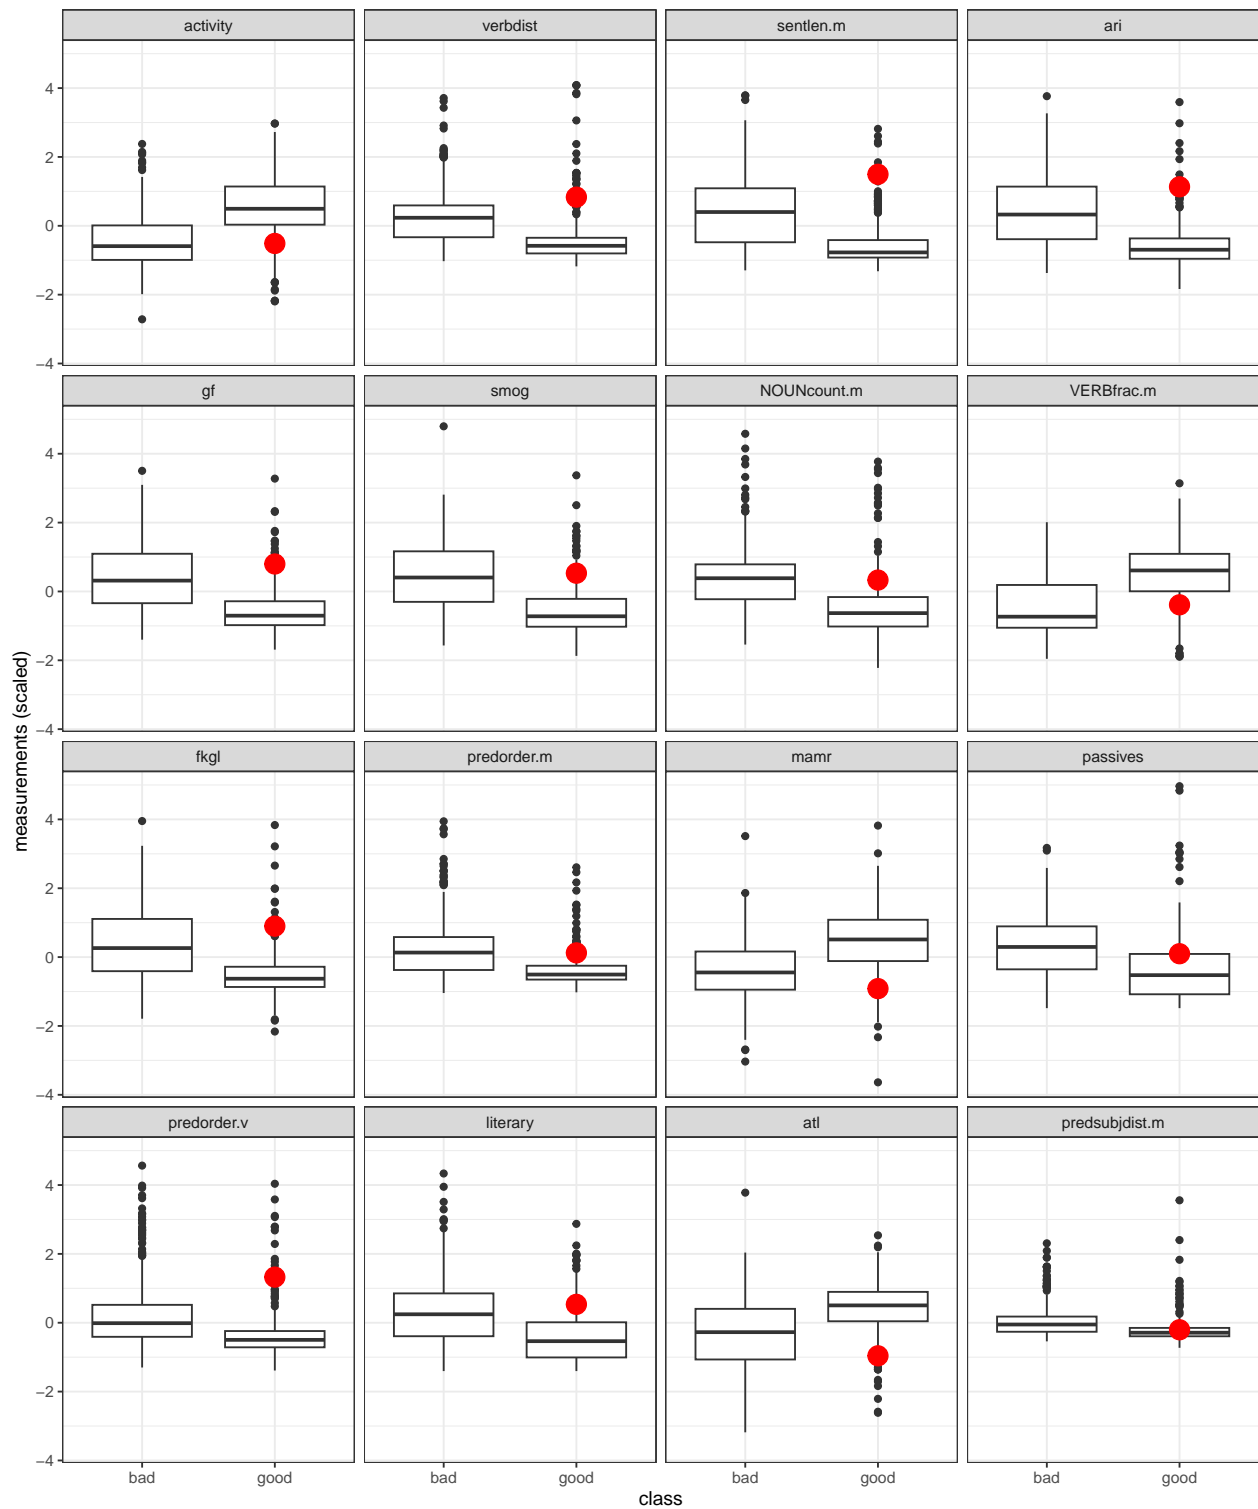 activity verbdist sentlen.m ari
4
2
0
−2
−4
gf smog NOUNcount.m VERBfrac.m
4
2
0
−2
−4
fkgl predorder.m mamr passives
4
2
0
−2
−4
predorder.v literary atl predsubjdist.m
4
2
0
−2
−4
bad good bad good bad good bad good
class
measurements (scaled)